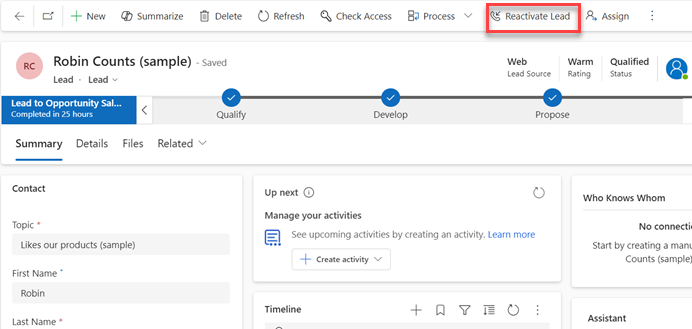 New Summarize Delete Refresh Check Access Process Reactivate Lead Assign
RC
Robin Counts (sample) - Saved
Lead · Lead
Web
Lead Source
Warm
Rating
Qualified
Status
Lead to Opportunity Sal...
Completed in 25 hours
Qualify
Develop
Propose
Summary Details Files Related
Contact
Topic *
Likes our products (sample)
First Name *
Robin
Last Name *
Up next
Manage your activities
See upcoming activities by creating an activity. Learn more
Create activity
Timeline
Who Knows Whom
No connectio
Start by creating a manu
Counts (sample)
Assistant